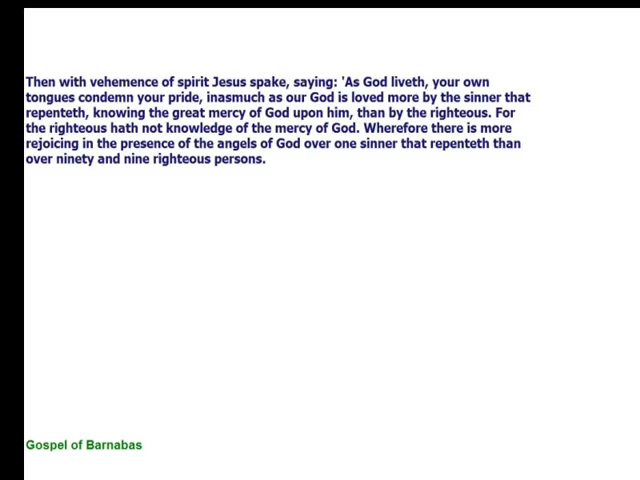 Then with vehemence of spirit Jesus spake, saying: 'As God liveth, your own
tongues condemn your pride, inasmuch as our God is loved more by the sinner that
repenteth, knowing the great mercy of God upon him, than by the righteous. For
the righteous hath not knowledge of the mercy of God. Wherefore there is more
rejoicing in the presence of the angels of God over one sinner that repenteth than
over ninety and nine righteous persons.
Gospel of Barnabas